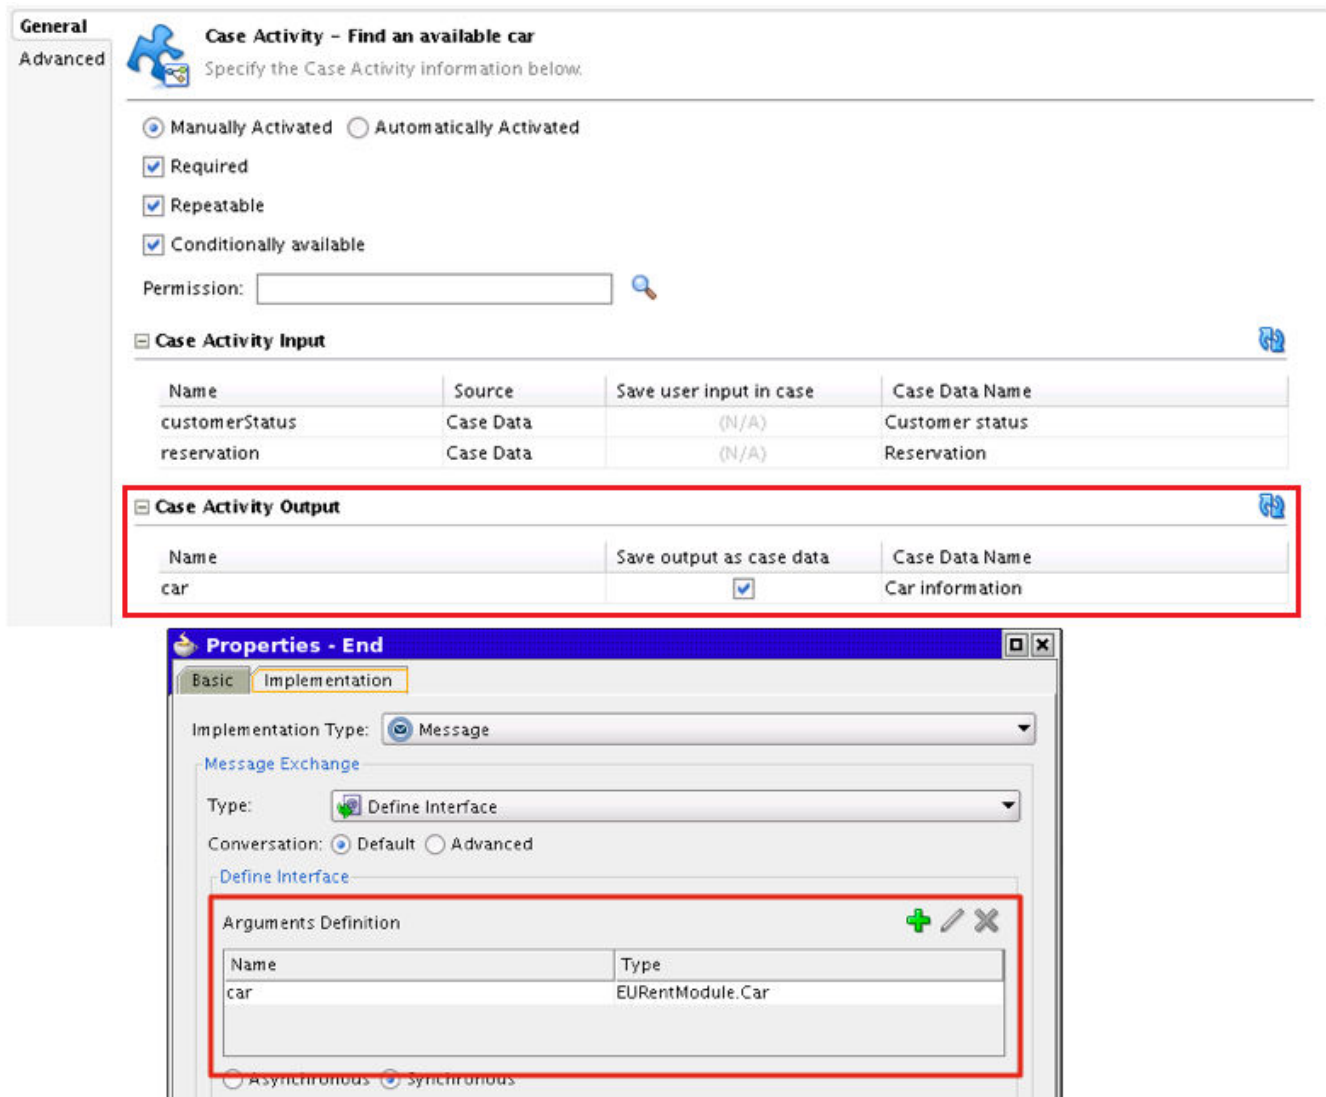 General
Advanced
Case Activity - Find an available car
Specify the Case Activity information below.
Manually Activated Automatically Activated
Required
Repeatable
Conditionally available
Permission:
Case Activity Input
Name Source Save user input in case Case Data Name
customerStatus Case Data (N/A) Customer status
reservation Case Data (N/A) Reservation
Case Activity Output
Name Save output as case data Case Data Name
car Car information
Properties - End
Basic Implementation
Implementation Type: Message
Message Exchange
Type: Define Interface
Conversation: Default Advanced
Define Interface
Arguments Definition
Name Type
car EURentModule.Car
Asynchronous Synchronous